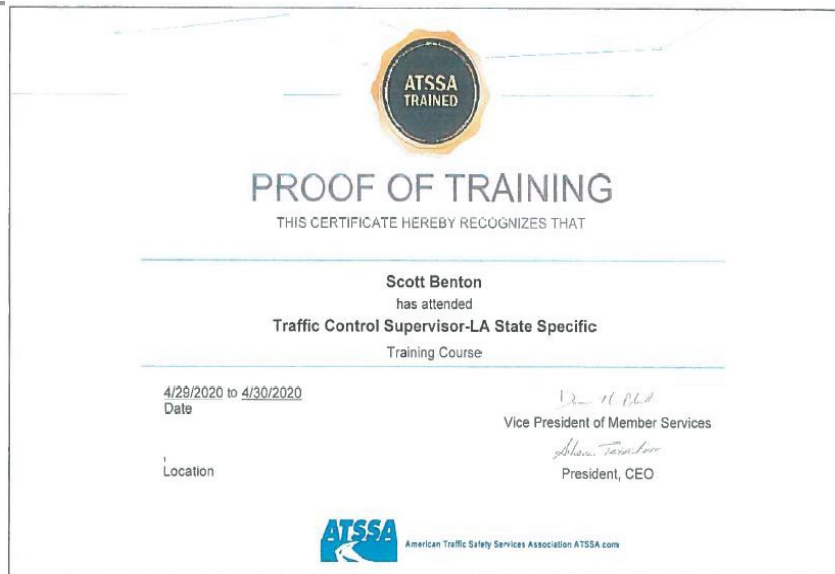 ATSSA
TRAINED
PROOF OF TRAINING
THIS CERTIFICATE HEREBY RECOGNIZES THAT
Scott Benton
has attended
Traffic Control Supervisor-LA State Specific
Training Course
4/29/2020 to 4/30/2020
Date
Vice President of Member Services
,
Location
President, CEO
ATSSA
American Traffic Safety Services Association ATSSA.com